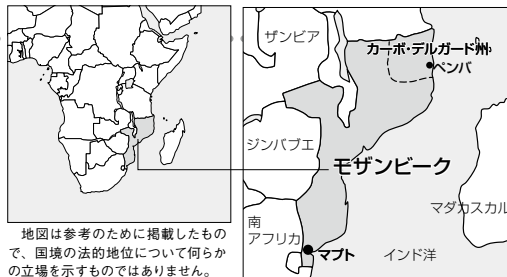 ザンビア
カーボ・デルガード州
ペンバ
ジンバブエ
モザンビーク
マダカスカル
南
アフリカ
マプト
インド洋
地図は参考のために掲載したもの
で、国境の法的地位について何らか
の立場を示すものではありません。